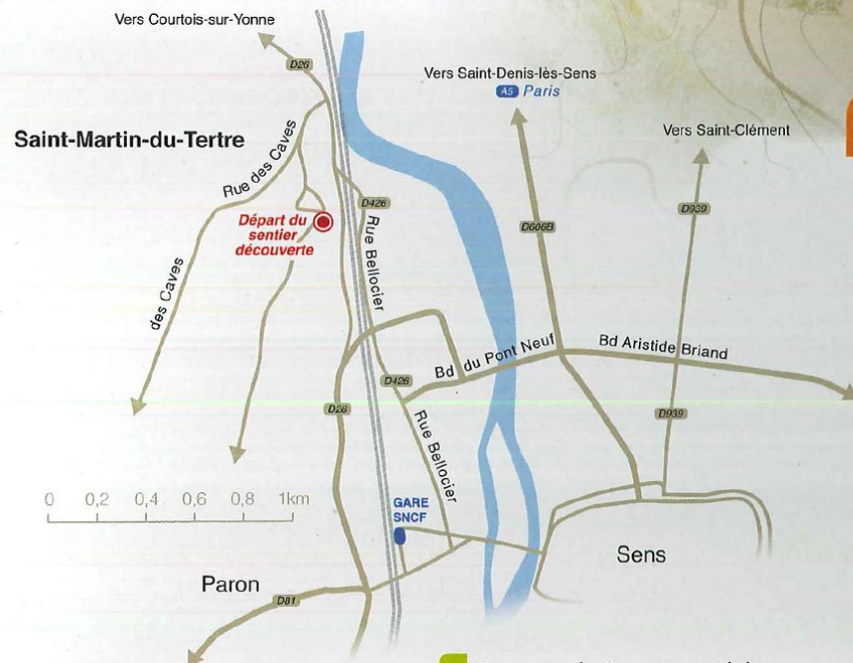 Vers Courtois-sur-Yonne
D26
Vers Saint-Denis-lès-Sens
A5 Paris
Vers Saint-Clément
Saint-Martin-du-Tertre
Rue des Caves
D426
D939
Départ du
sentier
découverte
Rue Bellocier
D606B
des Caves
Bd du Pont Neuf
Bd Aristide Briand
D426
D26
D939
Rue Bellocier
0 0,2 0,4 0,6 0,8 1km
GARE
SNCF
Sens
Paron
D81